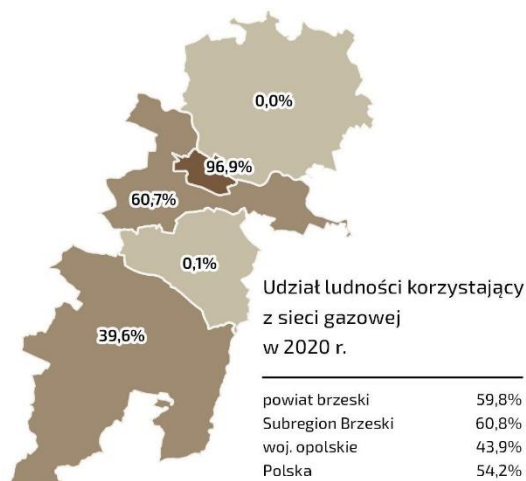 0,0%
96,9%
60,7%
0,1%
39,6%
Udział ludności korzystający
z sieci gazowej
w 2020 r.
powiat brzeski 59,8%
Subregion Brzeski 60,8%
woj. opolskie 43,9%
Polska 54,2%